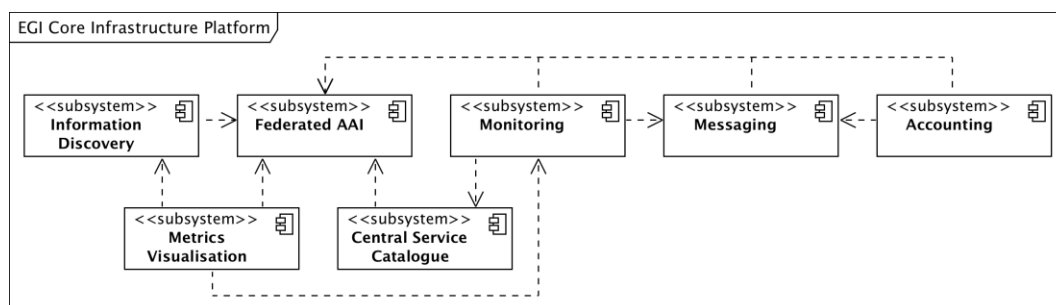 EGI Core Infrastructure Platform
<<subsystem>>
Information
Discovery
<<subsystem>>
Federated AAI
<<subsystem>>
Monitoring
<<subsystem>>
Messaging
<<subsystem>>
Accounting
<<subsystem>>
Metrics
Visualisation
<<subsystem>>
Central Service
Catalogue